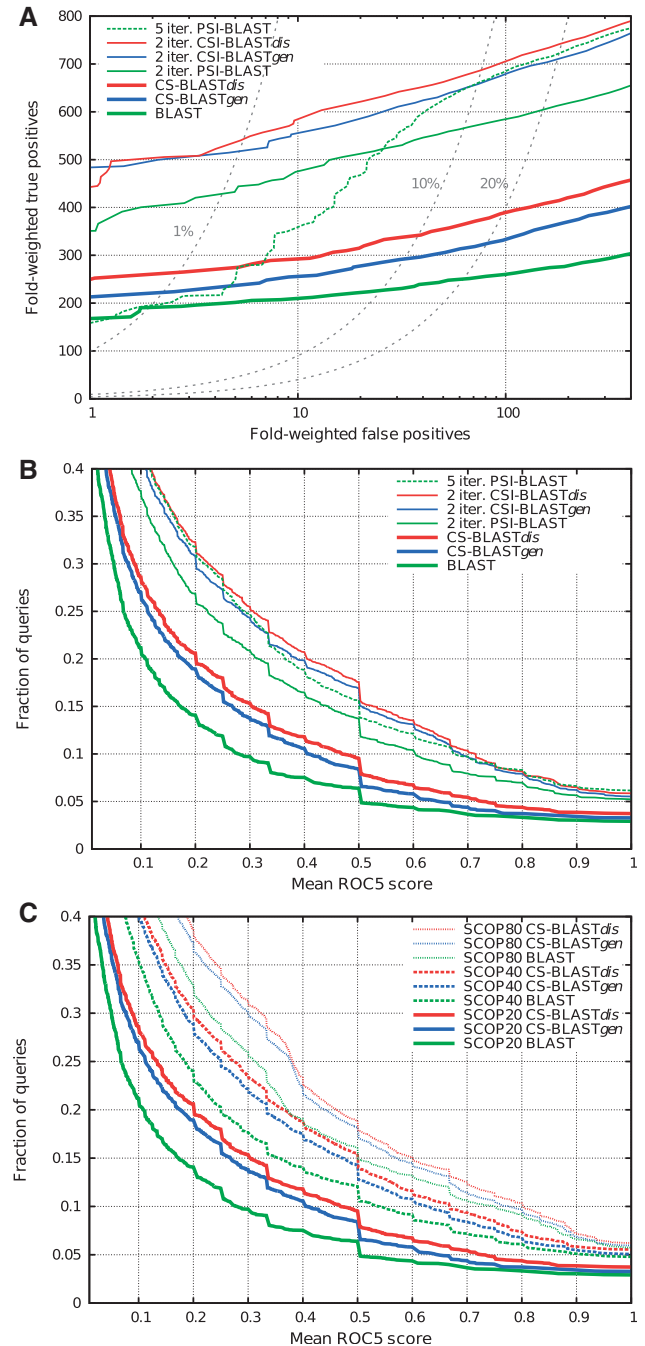 A
800
700
600
500
400
300
200
100
0
Fold-weighted true positives
5 iter. PSI-BLAST
2 iter. CSI-BLASTdis
2 iter. CSI-BLASTgen
2 iter. PSI-BLAST
CS-BLASTdis
CS-BLASTgen
BLAST
1%
10%
20%
1
10
100
Fold-weighted false positives
B
0.4
0.35
0.3
0.25
0.2
0.15
0.1
0.05
0
Fraction of queries
5 iter. PSI-BLAST
2 iter. CSI-BLASTdis
2 iter. CSI-BLASTgen
2 iter. PSI-BLAST
CS-BLASTdis
CS-BLASTgen
BLAST
0.1 0.2 0.3 0.4 0.5 0.6 0.7 0.8 0.9 1
Mean ROC5 score
C
0.4
0.35
0.3
0.25
0.2
0.15
0.1
0.05
0
Fraction of queries
SCOP80 CS-BLASTdis
SCOP80 CS-BLASTgen
SCOP80 BLAST
SCOP40 CS-BLASTdis
SCOP40 CS-BLASTgen
SCOP40 BLAST
SCOP20 CS-BLASTdis
SCOP20 CS-BLASTgen
SCOP20 BLAST
0.1 0.2 0.3 0.4 0.5 0.6 0.7 0.8 0.9 1
Mean ROC5 score